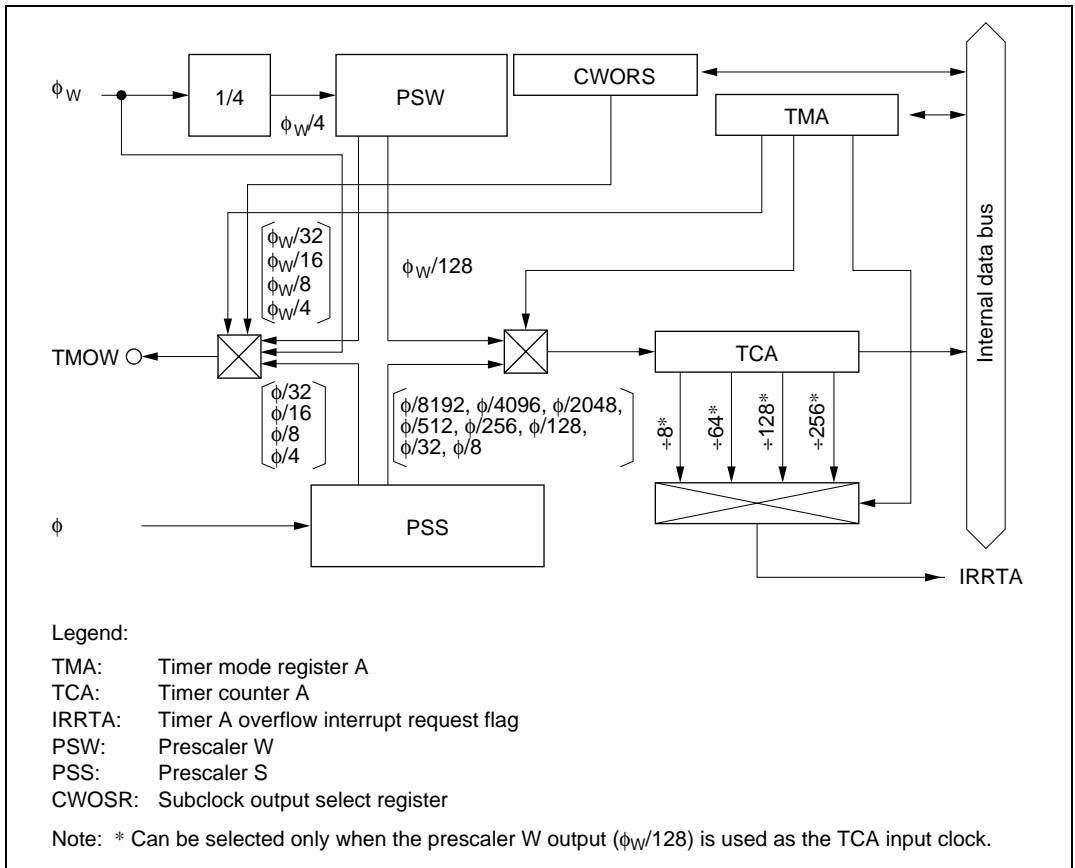 ϕW
1/4
ϕW/4
PSW
CWORS
TMA
Internal data bus
ϕW/32
ϕW/16
ϕW/8
ϕW/4
ϕW/128
TMOW
TCA
ϕ/32
ϕ/16
ϕ/8
ϕ/4
ϕ/8192, ϕ/4096, ϕ/2048,
ϕ/512, ϕ/256, ϕ/128,
ϕ/32, ϕ/8
÷8*
÷64*
÷128*
÷256*
ϕ
PSS
IRRTA
Legend:
TMA: Timer mode register A
TCA: Timer counter A
IRRTA: Timer A overflow interrupt request flag
PSW: Prescaler W
PSS: Prescaler S
CWOSR: Subclock output select register
Note: * Can be selected only when the prescaler W output (ϕW/128) is used as the TCA input clock.